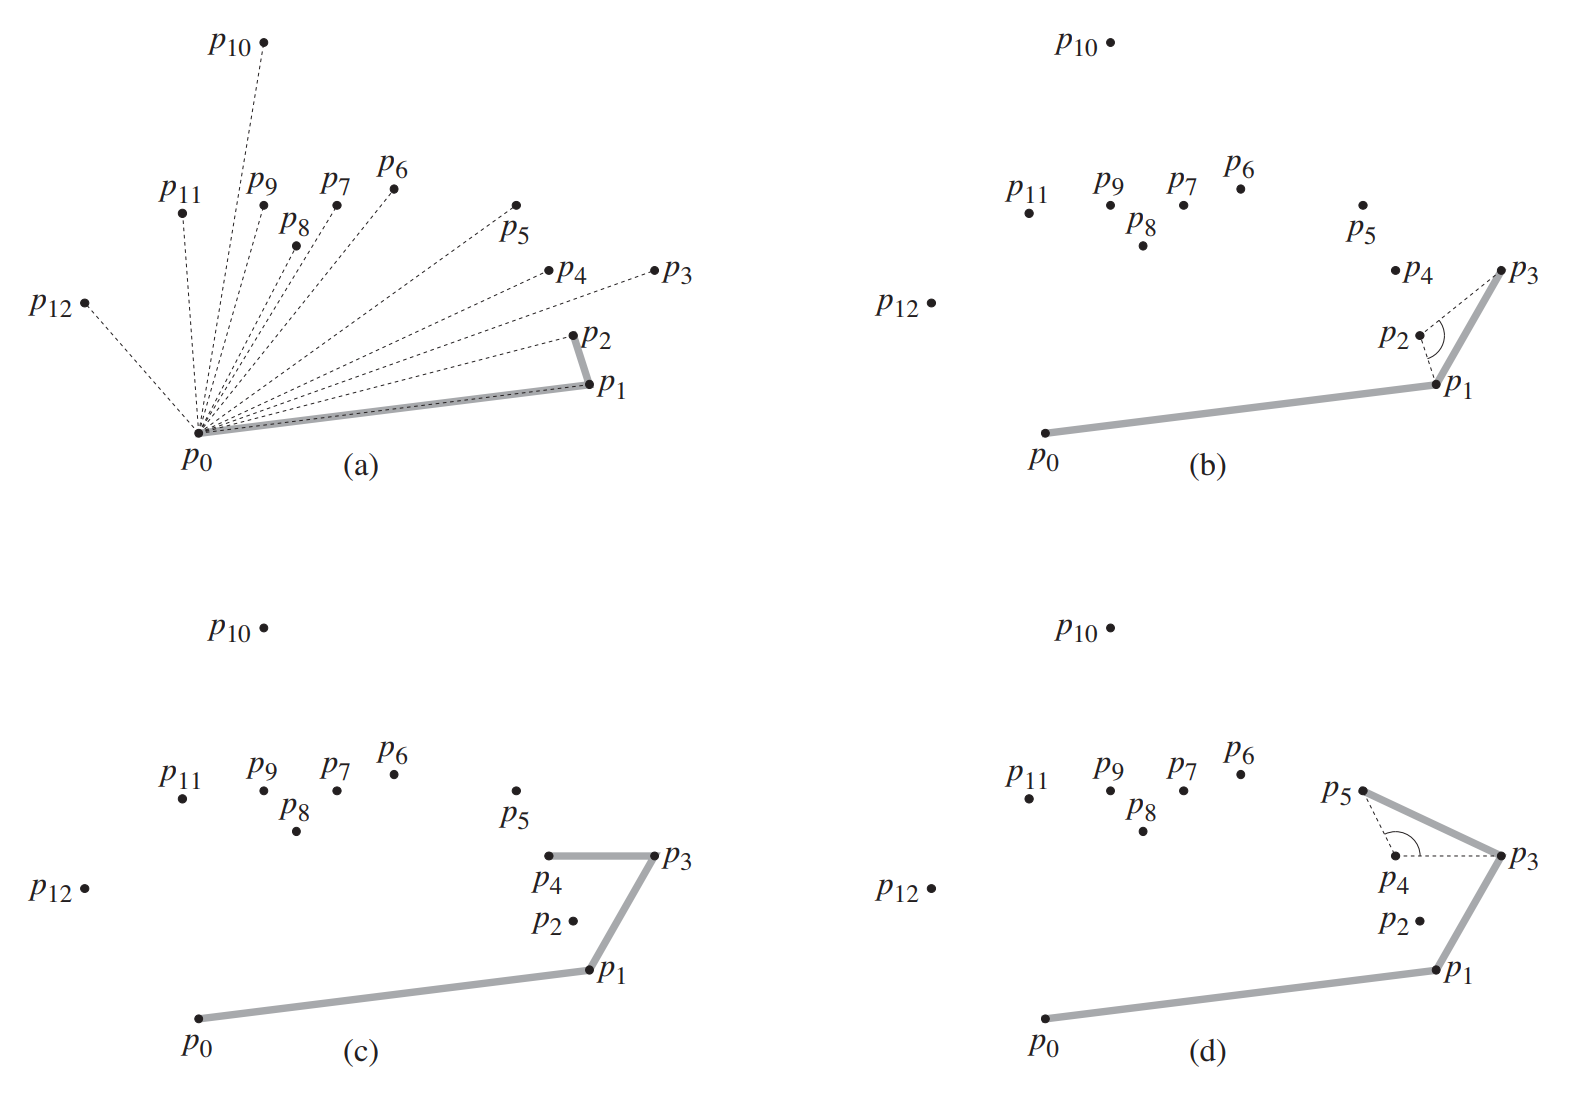 p10 p10
p11 p9 p7 p6 p11 p9 p7 p6
p8 p5 p8 p5
p4 p3 p4 p3
p12 p12
p2 p2
p1 p1
p0 (a) p0 (b)
p10 p10
p11 p9 p7 p6 p11 p9 p7 p6
p8 p5 p5 p8
p3 p3
p4 p4
p12 p12
p2 p2
p1 p1
p0 (c) p0 (d)